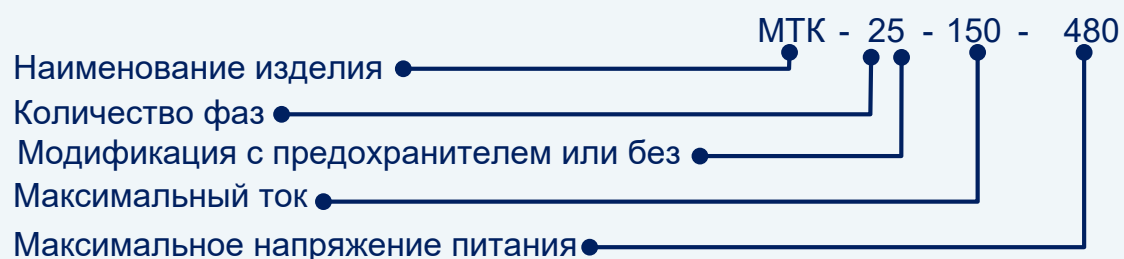 МТК - 25 - 150 - 480
Наименование изделия
Количество фаз
Модификация с предохранителем или без
Максимальный ток
Максимальное напряжение питания